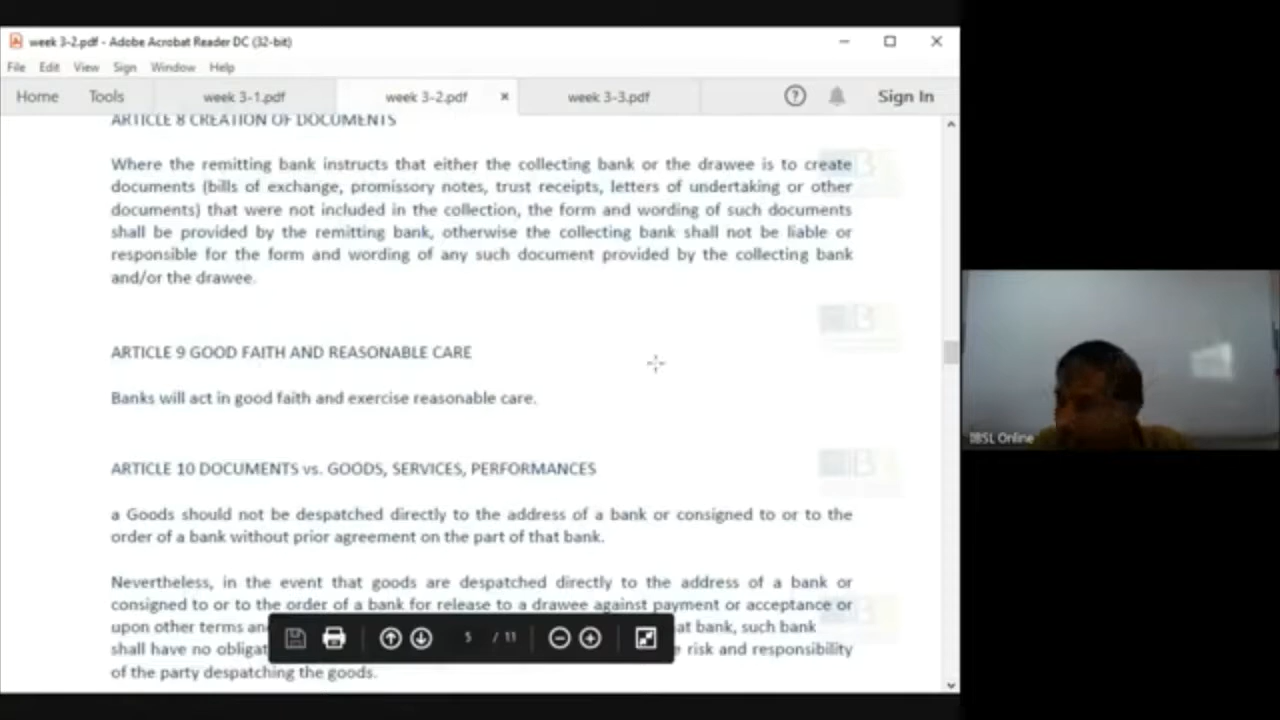 week 3-2.pdf - Adobe Acrobat Reader DC (32-bit)
File Edit View Sign Window Help
Home Tools week 3-1.pdf week 3-2.pdf × week 3-3.pdf Sign In
ARTICLE 8 CREATION OF DOCUMENTS
Where the remitting bank instructs that either the collecting bank or the drawee is to create
documents (bills of exchange, promissory notes, trust receipts, letters of undertaking or other
documents) that were not included in the collection, the form and wording of such documents
shall be provided by the remitting bank, otherwise the collecting bank shall not be liable or
responsible for the form and wording of any such document provided by the collecting bank
and/or the drawee.
ARTICLE 9 GOOD FAITH AND REASONABLE CARE
Banks will act in good faith and exercise reasonable care.
ARTICLE 10 DOCUMENTS vs. GOODS, SERVICES, PERFORMANCES
a Goods should not be despatched directly to the address of a bank or consigned to or to the
order of a bank without prior agreement on the part of that bank.
Nevertheless, in the event that goods are despatched directly to the address of a bank or
consigned to or to the order of a bank for release to a drawee against payment or acceptance or
upon other terms and at bank, such bank
shall have no obligat risk and responsibility
of the party despatching the goods.
5 / 11
IBSL Online